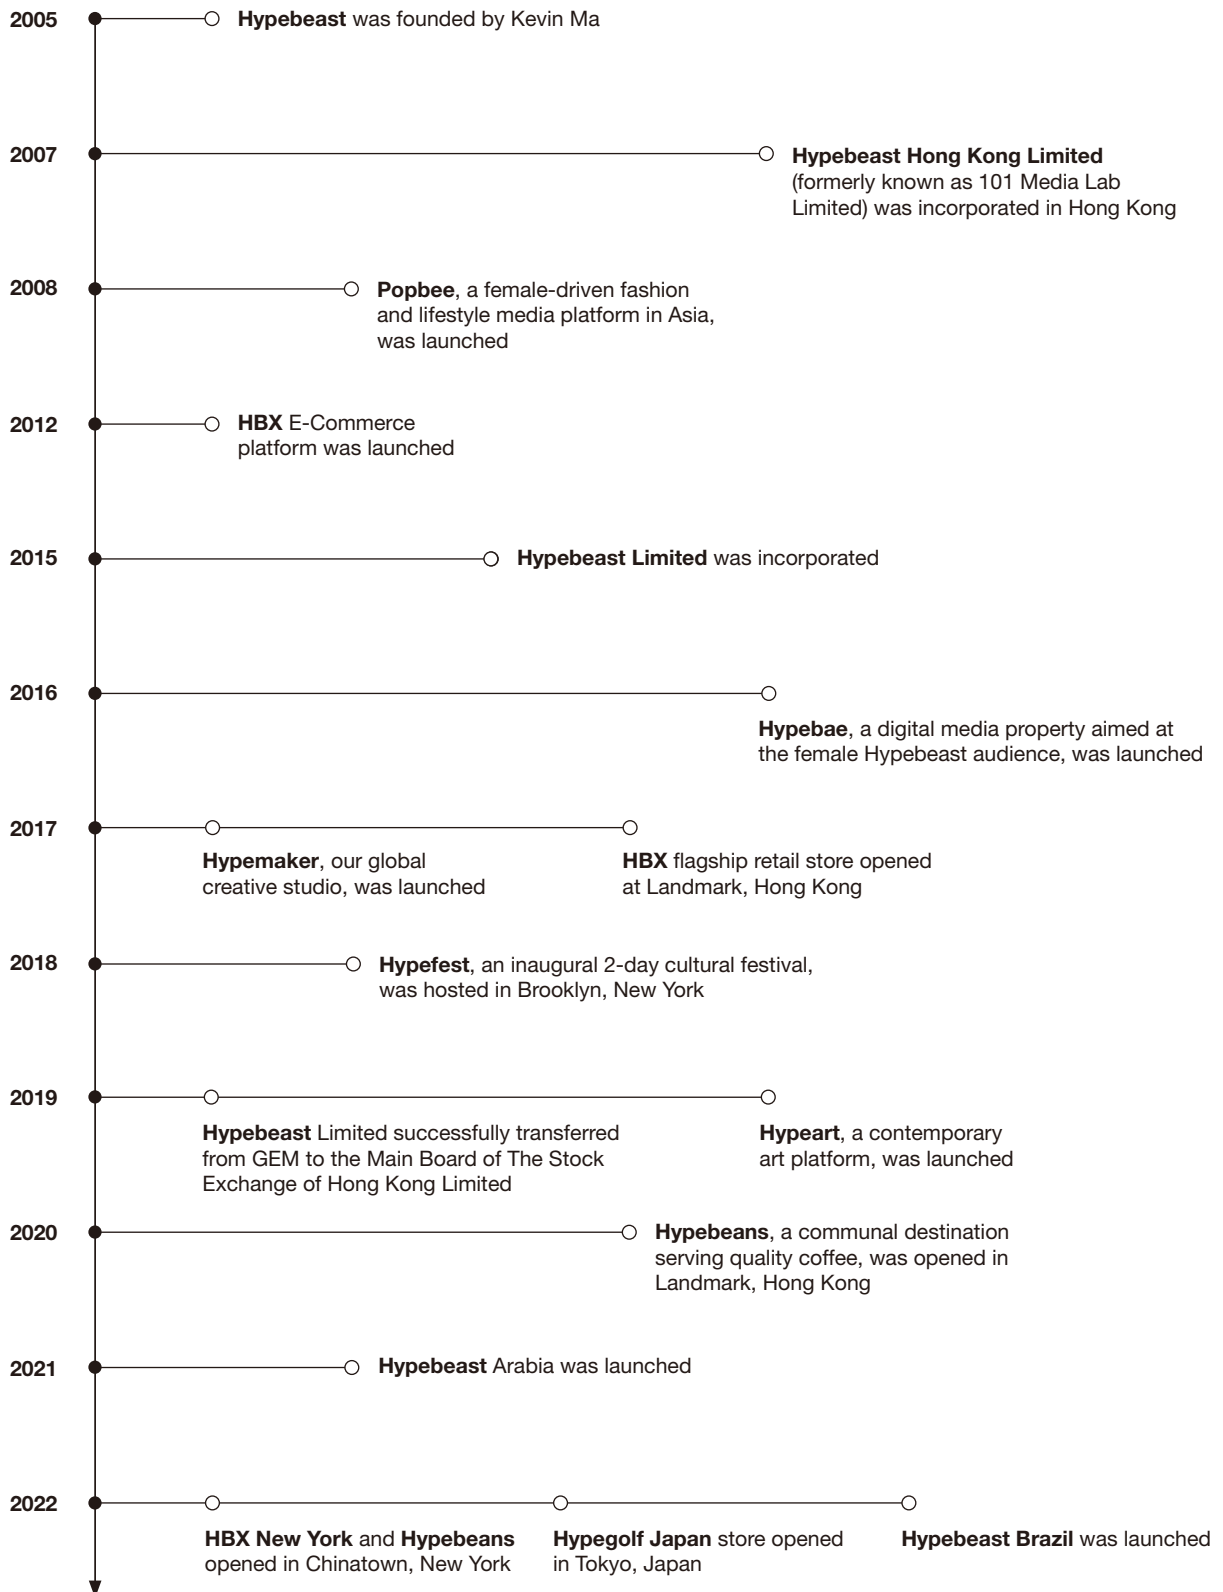 2005
Hypebeast was founded by Kevin Ma
2007
Hypebeast Hong Kong Limited
(formerly known as 101 Media Lab
Limited) was incorporated in Hong Kong
2008
Popbee, a female-driven fashion
and lifestyle media platform in Asia,
was launched
2012
HBX E-Commerce
platform was launched
2015
Hypebeast Limited was incorporated
2016
Hypebae, a digital media property aimed at
the female Hypebeast audience, was launched
2017
Hypemaker, our global
creative studio, was launched
HBX flagship retail store opened
at Landmark, Hong Kong
2018
Hypefest, an inaugural 2-day cultural festival,
was hosted in Brooklyn, New York
2019
Hypebeast Limited successfully transferred
from GEM to the Main Board of The Stock
Exchange of Hong Kong Limited
Hypeart, a contemporary
art platform, was launched
2020
Hypebeans, a communal destination
serving quality coffee, was opened in
Landmark, Hong Kong
2021
Hypebeast Arabia was launched
2022
HBX New York and Hypebeans
opened in Chinatown, New York
Hypegolf Japan store opened
in Tokyo, Japan
Hypebeast Brazil was launched